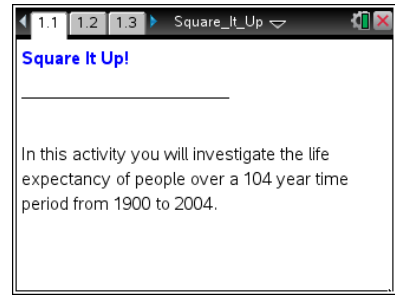 1.1 1.2 1.3 Square_It_Up
Square It Up!
In this activity you will investigate the life
expectancy of people over a 104 year time
period from 1900 to 2004.